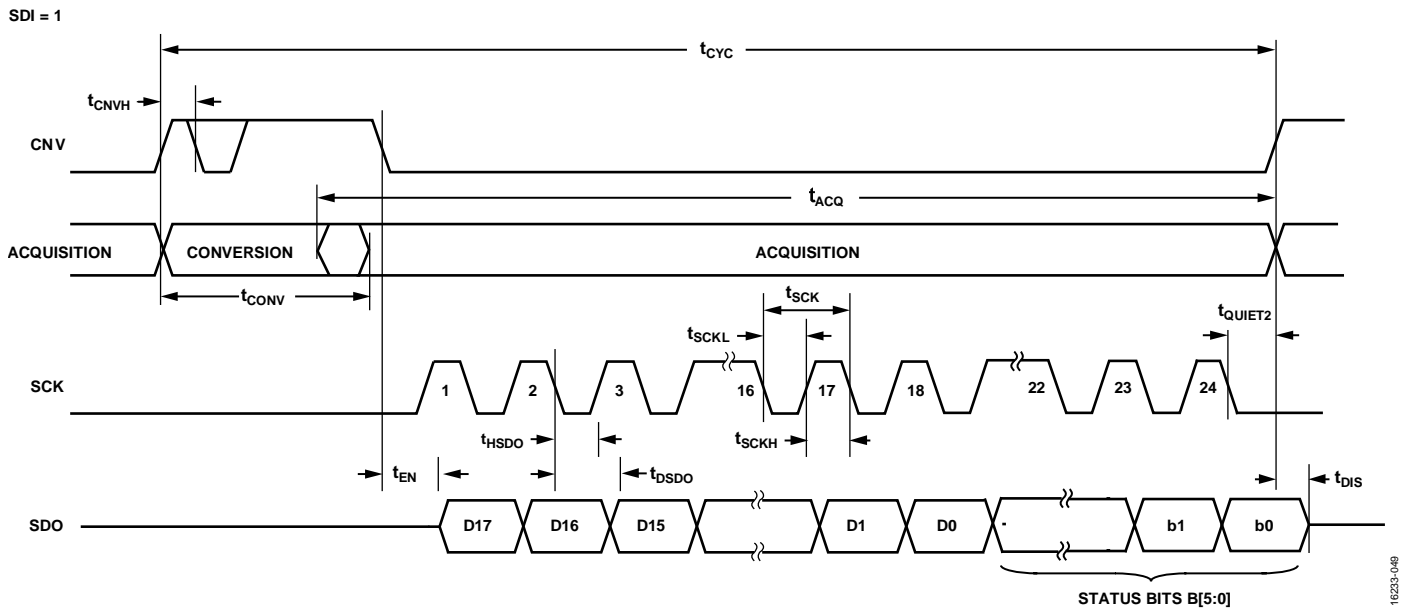 SDI = 1
tCYC
tCNVH
CNV
tACQ
ACQUISITION
CONVERSION
ACQUISITION
tCONV
tSCK
tQUIET2
tSCKL
SCK
1
2
3
16
17
18
22
23
24
tHSDO
tSCKH
tEN
tDSDO
tDIS
SDO
D17
D16
D15
D1
D0
b1
b0
STATUS BITS B[5:0]
16233-049